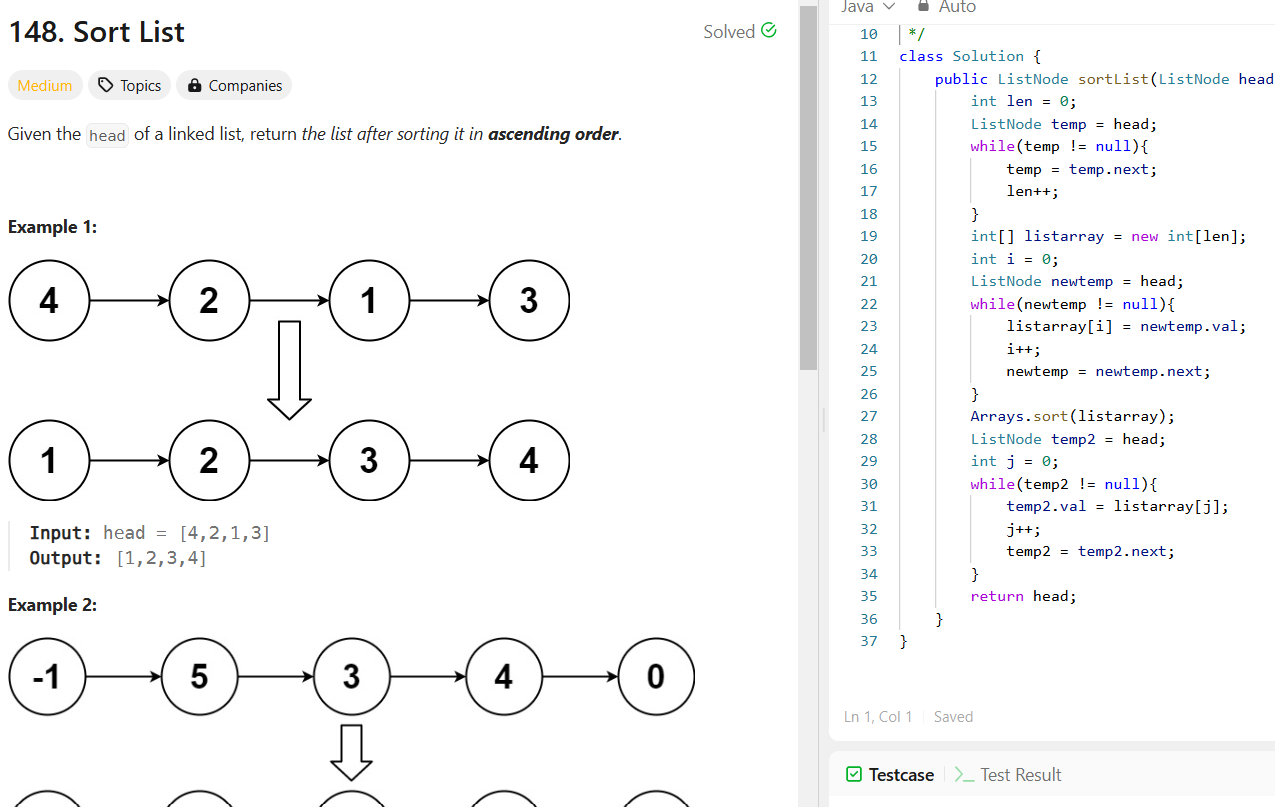 148. Sort List
Solved
Medium Topics Companies
Given the head of a linked list, return the list after sorting it in ascending order.
Example 1:
4 2 1 3
1 2 3 4
Input: head = [4,2,1,3]
Output: [1,2,3,4]
Example 2:
-1 5 3 4 0
Java Auto
10 */
11 class Solution {
12 public ListNode sortList(ListNode head
13 int len = 0;
14 ListNode temp = head;
15 while(temp != null){
16 temp = temp.next;
17 len++;
18 }
19 int[] listarray = new int[len];
20 int i = 0;
21 ListNode newtemp = head;
22 while(newtemp != null){
23 listarray[i] = newtemp.val;
24 i++;
25 newtemp = newtemp.next;
26 }
27 Arrays.sort(listarray);
28 ListNode temp2 = head;
29 int j = 0;
30 while(temp2 != null){
31 temp2.val = listarray[j];
32 j++;
33 temp2 = temp2.next;
34 }
35 return head;
36 }
37 }
Ln 1, Col 1 Saved
Testcase Test Result